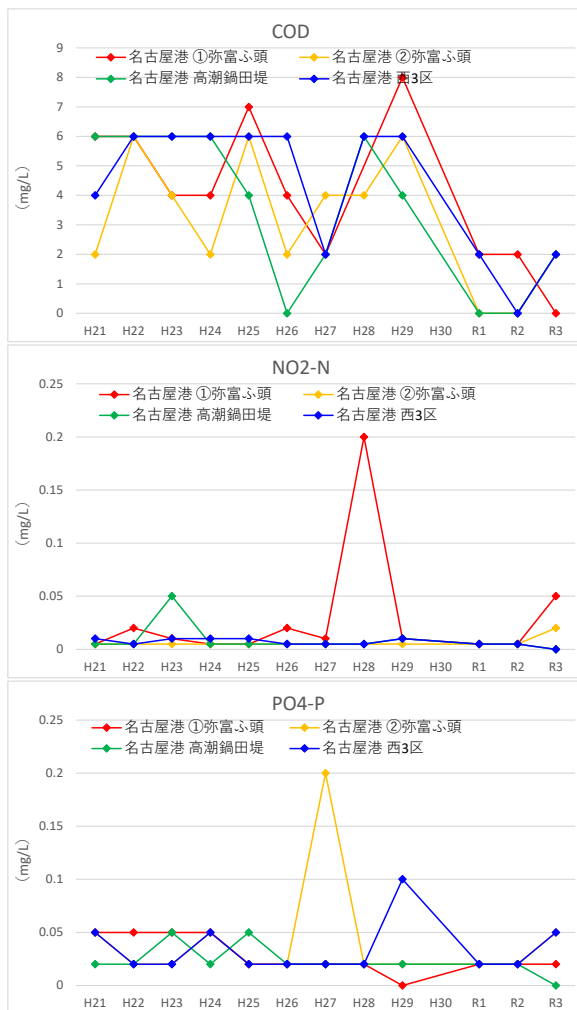 COD
9
8
7
6
5
4
3
2
1
0
(mg/L)
名古屋港 ①弥富ふ頭
名古屋港 ②弥富ふ頭
名古屋港 高潮鍋田堤
名古屋港 西3区
H21 H22 H23 H24 H25 H26 H27 H28 H29 H30 R1 R2 R3
NO2-N
0.25
0.2
0.15
0.1
0.05
0
(mg/L)
名古屋港 ①弥富ふ頭
名古屋港 ②弥富ふ頭
名古屋港 高潮鍋田堤
名古屋港 西3区
H21 H22 H23 H24 H25 H26 H27 H28 H29 H30 R1 R2 R3
PO4-P
0.25
0.2
0.15
0.1
0.05
0
(mg/L)
名古屋港 ①弥富ふ頭
名古屋港 ②弥富ふ頭
名古屋港 高潮鍋田堤
名古屋港 西3区
H21 H22 H23 H24 H25 H26 H27 H28 H29 H30 R1 R2 R3